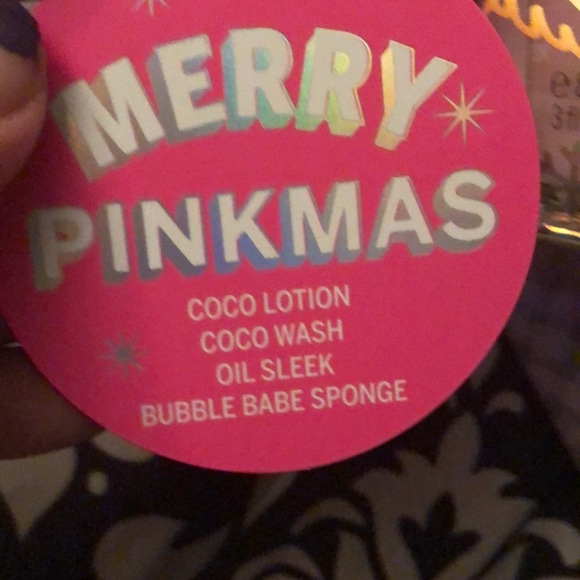 MERRY
PINKMAS
COCO LOTION
COCO WASH
OIL SLEEK
BUBBLE BABE SPONGE